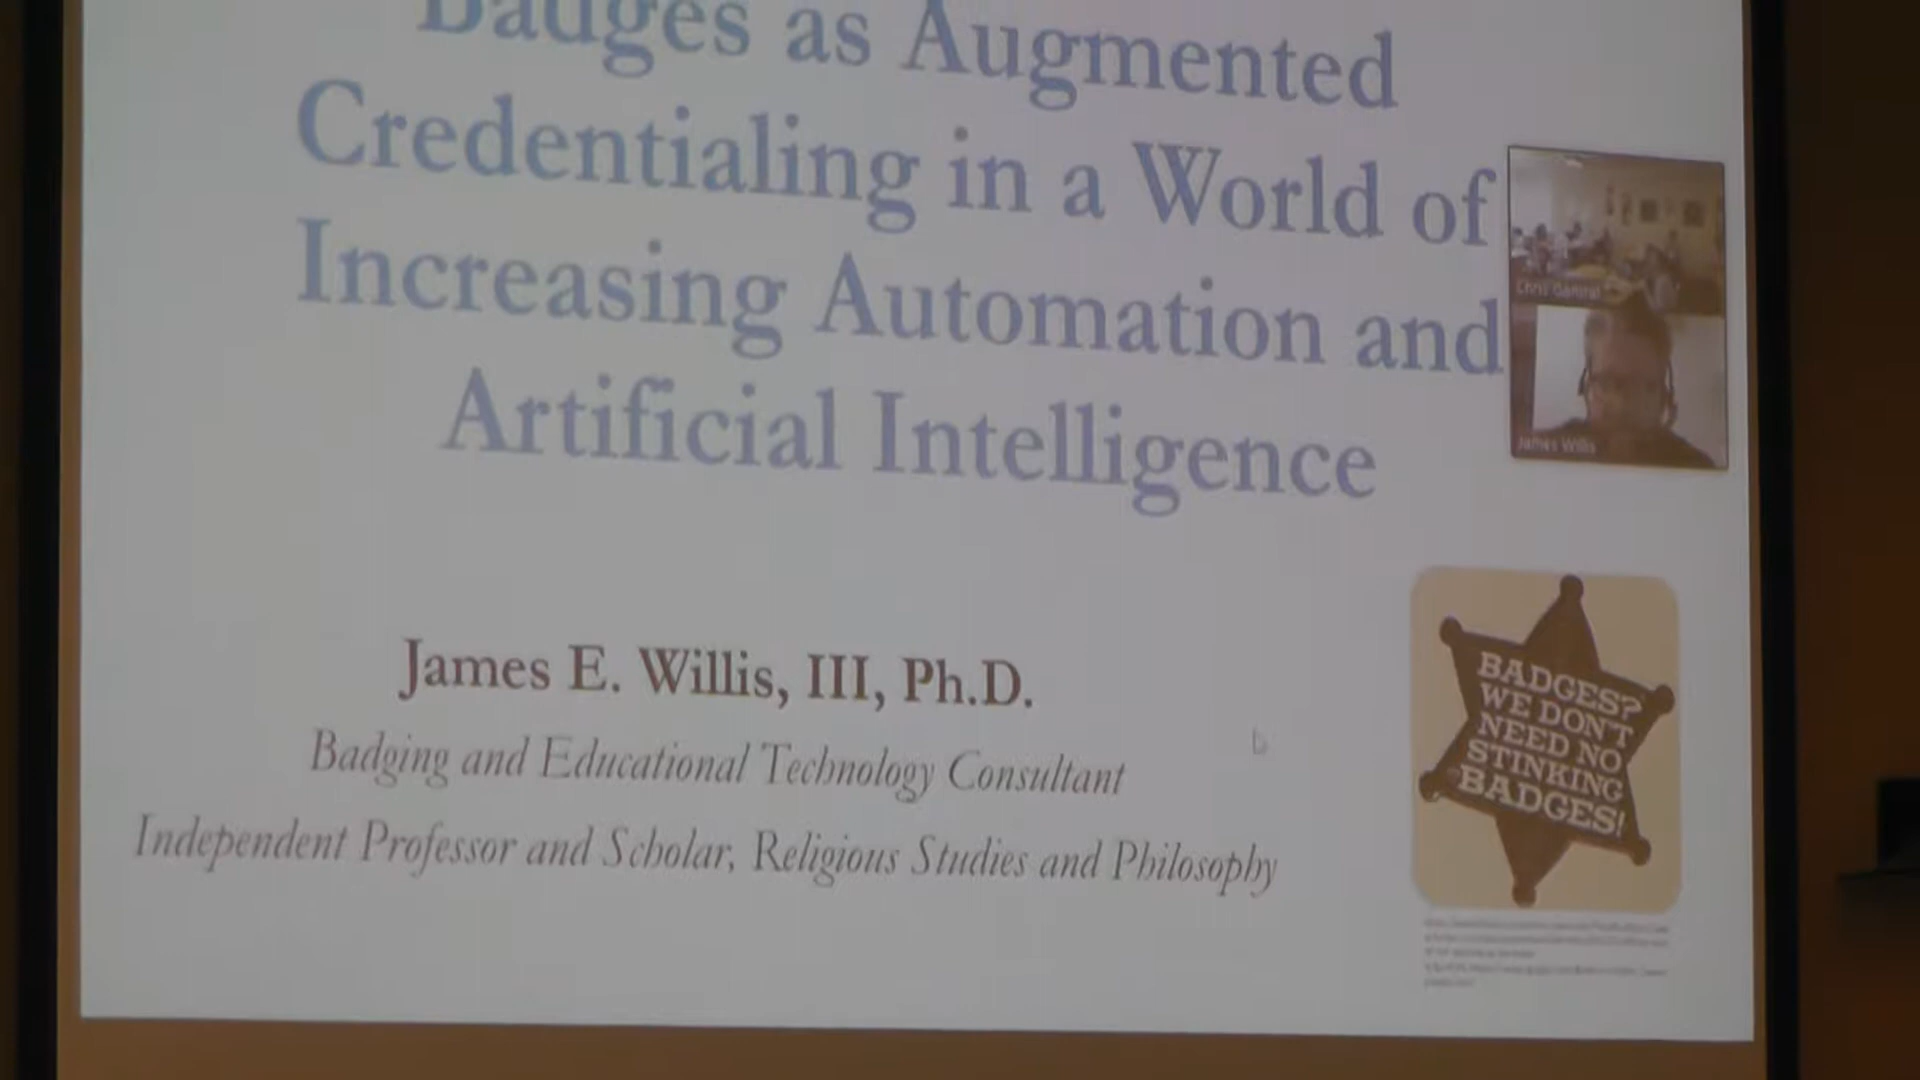 Badges as Augmented
Credentialing in a World of
Increasing Automation and
Artificial Intelligence
James Willis
James E. Willis, III, Ph.D.
Badging and Educational Technology Consultant
Independent Professor and Scholar, Religious Studies and Philosophy
BADGES?
WE DON'T
NEED NO
STINKING
BADGES!